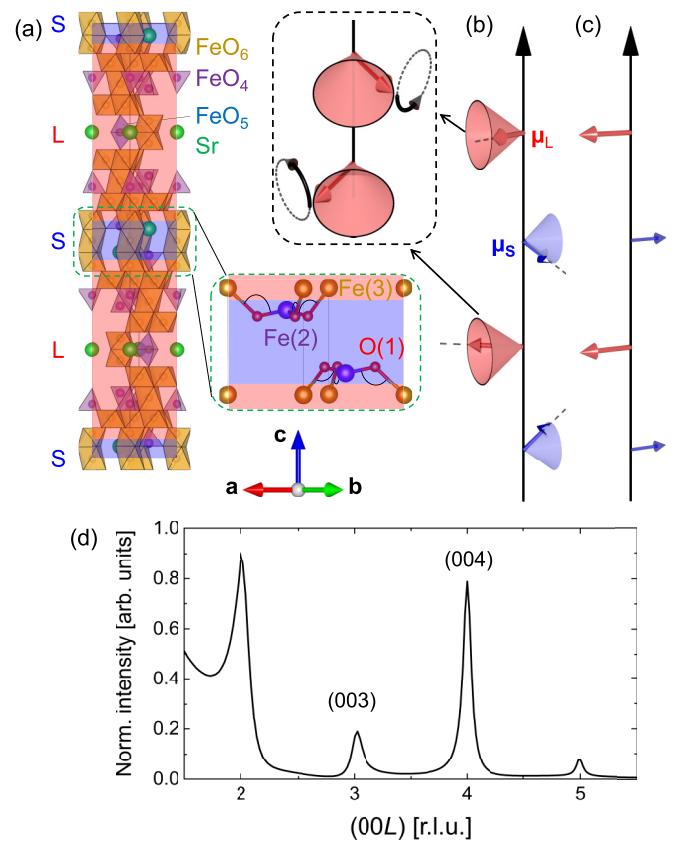 (a)
S
FeO6
FeO4
FeO5
L
Sr
S
L
S
Fe(3)
Fe(2)
O(1)
c
a
b
(b)
(c)
μL
μS
(d)
Norm. intensity [arb. units]
1.0
0.8
0.6
0.4
0.2
0.0
(003)
(004)
2
3
4
5
(00L) [r.l.u.]